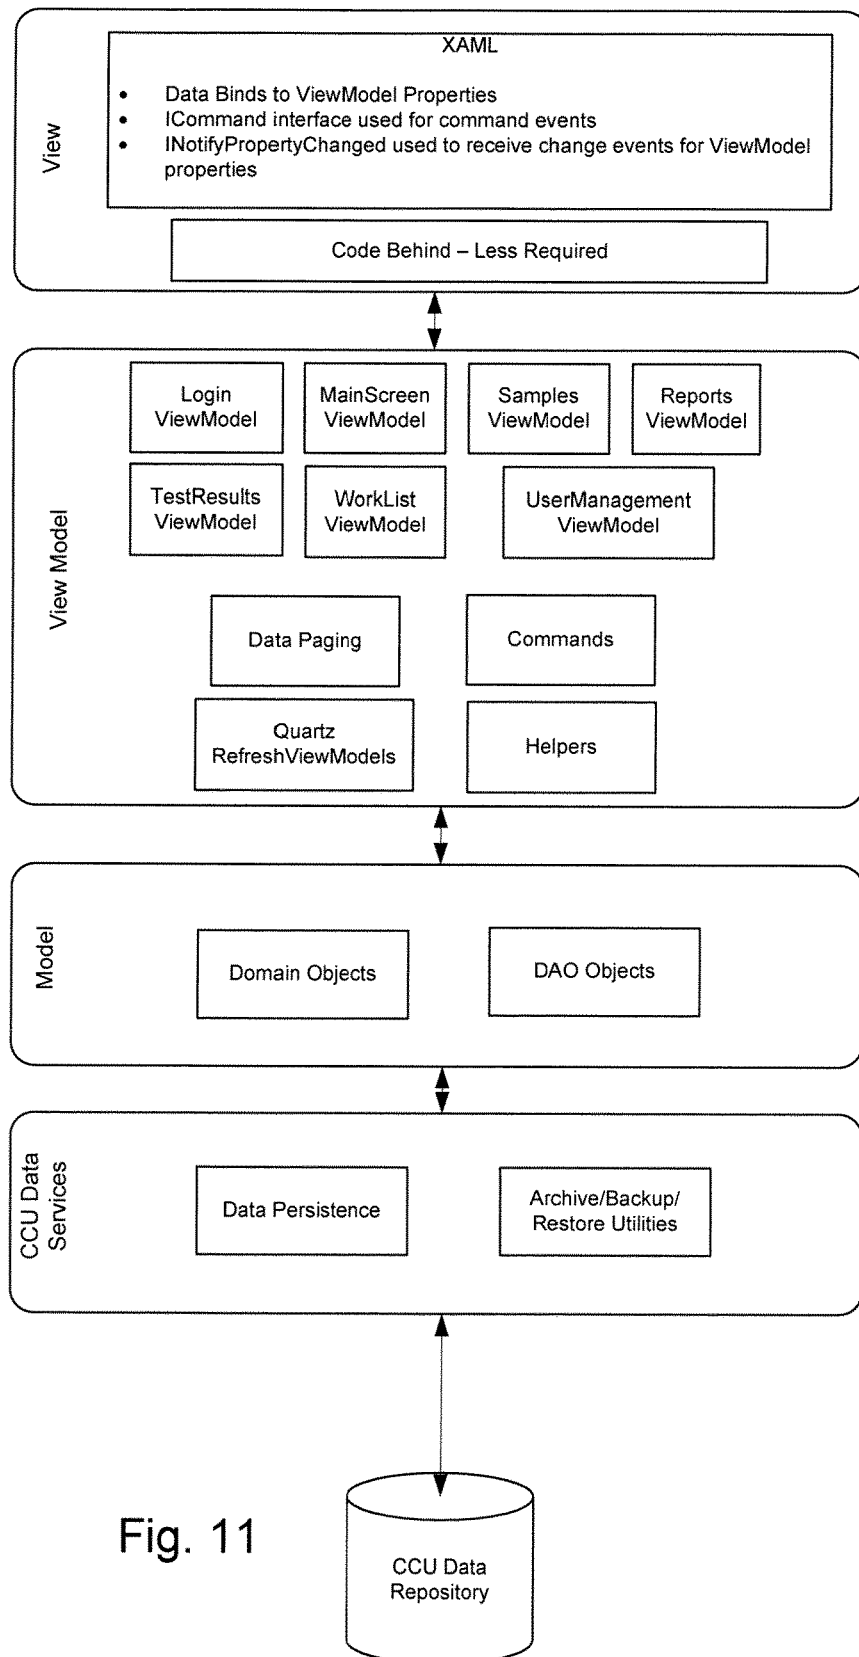 View
XAML
• Data Binds to ViewModel Properties
• ICommand interface used for command events
• INotifyPropertyChanged used to receive change events for ViewModel
properties
Code Behind – Less Required
View Model
Login
ViewModel
MainScreen
ViewModel
Samples
ViewModel
Reports
ViewModel
TestResults
ViewModel
WorkList
ViewModel
UserManagement
ViewModel
Data Paging
Commands
Quartz
RefreshViewModels
Helpers
Model
Domain Objects
DAO Objects
CCU Data
Services
Data Persistence
Archive/Backup/
Restore Utilities
Fig. 11
CCU Data
Repository